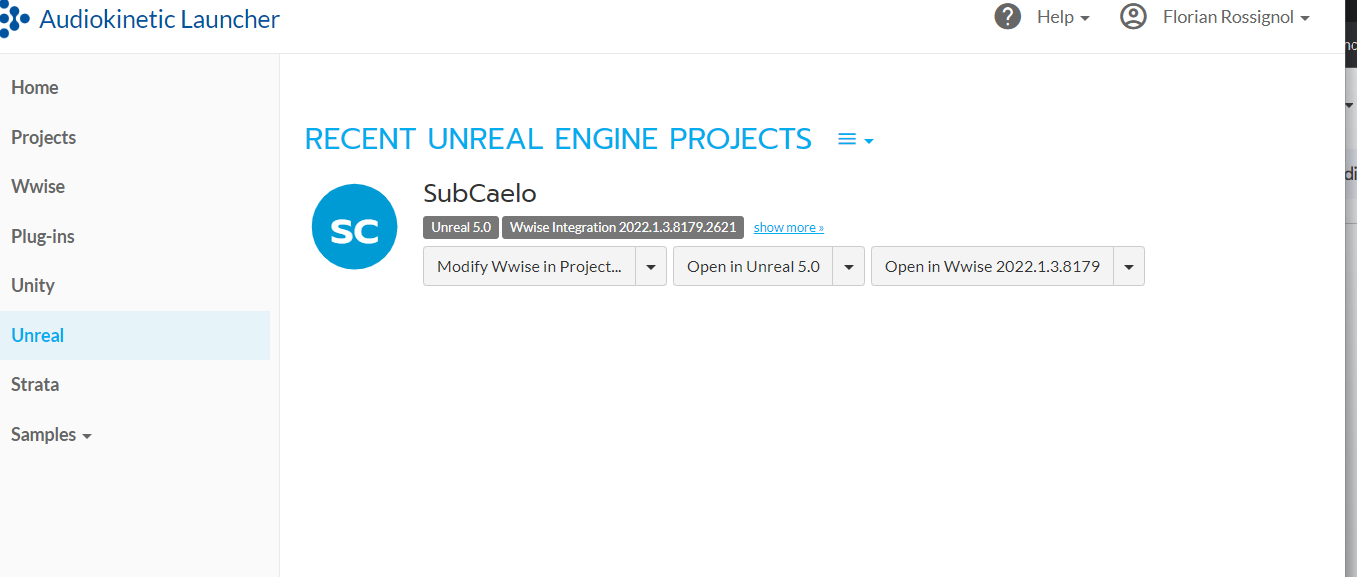 Audiokinetic Launcher
? Help
Florian Rossignol
Home
Projects
Wwise
Plug-ins
Unity
Unreal
Strata
Samples
RECENT UNREAL ENGINE PROJECTS
SC
SubCaelo
Unreal 5.0 Wwise Integration 2022.1.3.8179.2621 show more »
Modify Wwise in Project... Open in Unreal 5.0 Open in Wwise 2022.1.3.8179